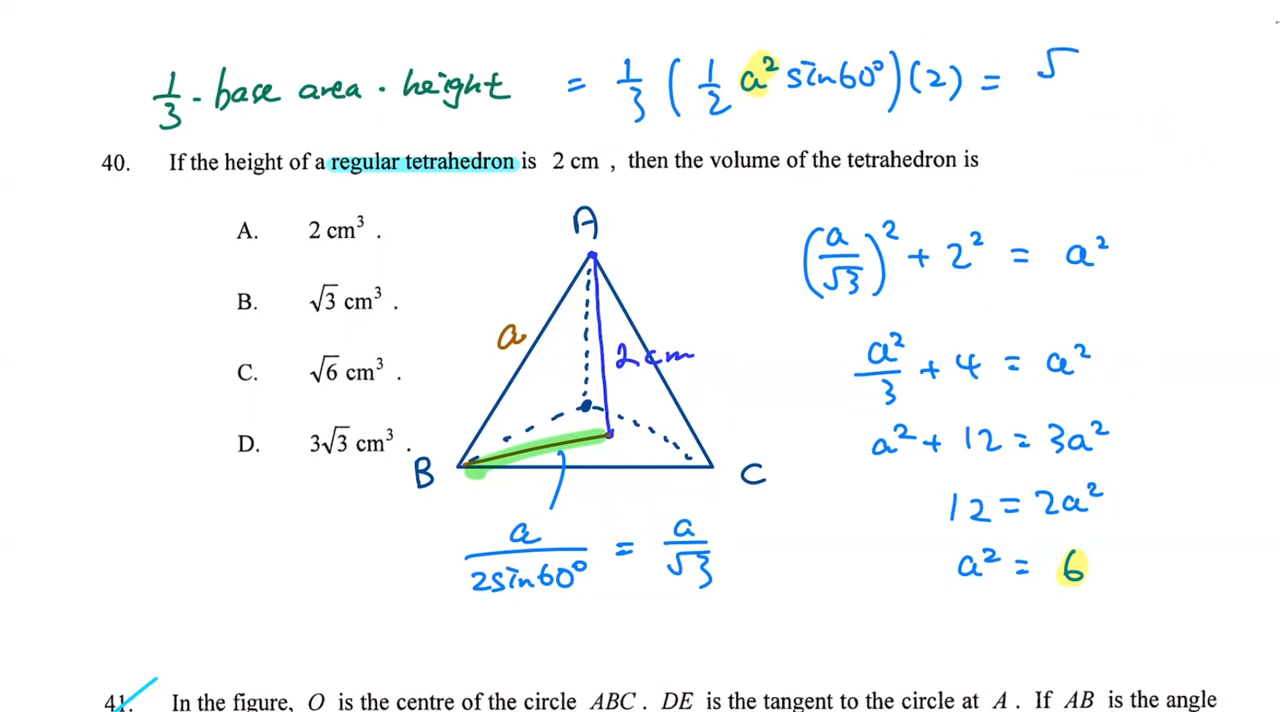 1/3 · base area · height = 1/3 (1/2 a² sin60°)(2) = √
40. If the height of a regular tetrahedron is 2 cm , then the volume of the tetrahedron is
A. 2 cm³ .
B. √3 cm³ .
C. √6 cm³ .
D. 3√3 cm³ .
A
a
2cm
B
C
a/(2sin60°) = a/√3
(a/√3)² + 2² = a²
a²/3 + 4 = a²
a² + 12 = 3a²
12 = 2a²
a² = 6
41. In the figure, O is the centre of the circle ABC . DE is the tangent to the circle at A . If AB is the angle